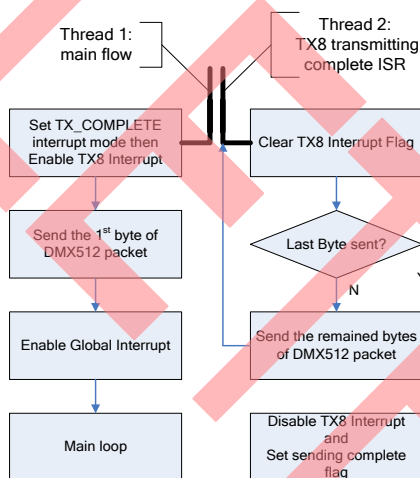 Thread 1:
main flow
Thread 2:
TX8 transmitting
complete ISR
Set TX_COMPLETE
interrupt mode then
Enable TX8 Interrupt
Clear TX8 Interrupt Flag
Send the 1st byte of
DMX512 packet
Last Byte sent?
Y
N
Enable Global Interrupt
Send the remained bytes
of DMX512 packet
Main loop
Disable TX8 Interrupt
and
Set sending complete
flag